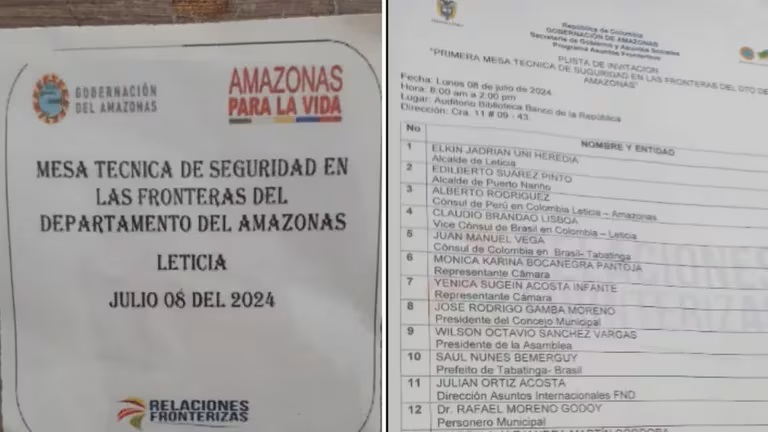 GOBERNACIÓN
DEL AMAZONAS
AMAZONAS
PARA LA VIDA
MESA TECNICA DE SEGURIDAD EN
LAS FRONTERAS DEL
DEPARTAMENTO DEL AMAZONAS
LETICIA
JULIO 08 DEL 2024
RELACIONES
FRONTERIZAS
República de Colombia
GOBERNACIÓN DE AMAZONAS
Secretaria de Gobierno y Asuntos Sociales
Programa Asuntos Fronterizos
PLISTA DE INVITACION
"PRIMERA MESA TECNICA DE SUGURIDAD EN LAS FRONTERAS DEL DTO DE
AMAZONAS"
Fecha: Lunes 08 de julio de 2024
Hora: 8:00 am a 2:00 pm
Lugar: Auditorio Biblioteca Banco de la República
Dirección: Cra. 11 # 09 - 43.
No NOMBRE Y ENTIDAD
1 ELKIN JADRIAN UNI HEREDIA
Alcalde de Leticia
2 EDILBERTO SUAREZ PINTO
Alcalde de Puerto Nariño
3 ALBERTO RODRIGUEZ
Cónsul de Perú en Colombia Leticia – Amazonas
4 CLAUDIO BRANDAO LISBOA
Vice Cónsul de Brasil en Colombia – Leticia
5 JUAN MANUEL VEGA
Cónsul de Colombia en Brasil- Tabatinga
6 MONICA KARINA BOCANEGRA PANTOJA
Representante Cámara
7 YENICA SUGEIN ACOSTA INFANTE
Representante Cámara
8 JOSE RODRIGO GAMBA MORENO
Presidente del Concejo Municipal
9 WILSON OCTAVIO SANCHEZ VARGAS
Presidente de la Asamblea
10 SAUL NUNES BEMERGUY
Prefeito de Tabatinga- Brasil
11 JULIAN ORTIZ ACOSTA
Dirección Asuntos Internacionales FND
12 Dr. RAFAEL MORENO GODOY
Personero Municipal